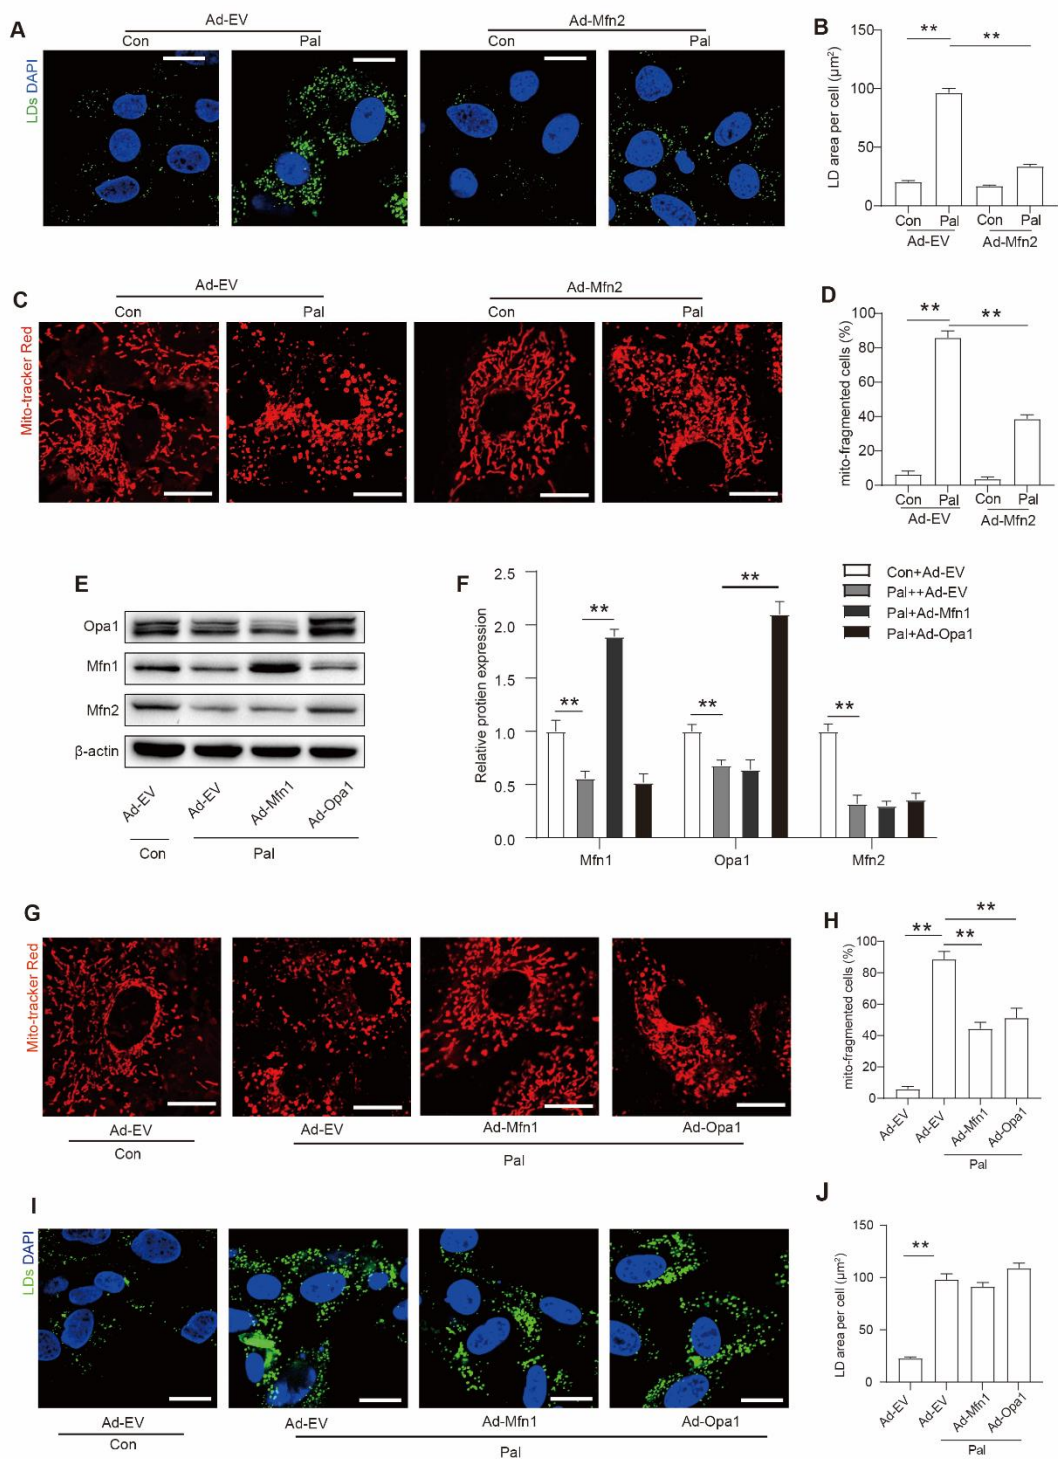 A
Ad-EV
Ad-Mfn2
Con
Pal
Con
Pal
LDs DAPI
B
LD area per cell (µm²)
150
100
50
0
**
**
Con
Pal
Con
Pal
Ad-EV
Ad-Mfn2
C
Ad-EV
Ad-Mfn2
Con
Pal
Con
Pal
Mito-tracker Red
D
mito-fragmented cells (%)
100
80
60
40
20
0
**
**
Con
Pal
Con
Pal
Ad-EV
Ad-Mfn2
E
Opa1
Mfn1
Mfn2
β-actin
Ad-EV
Ad-EV
Ad-Mfn1
Ad-Opa1
Con
Pal
F
Relative protien expression
2.5
2.0
1.5
1.0
0.5
0.0
**
**
**
**
**
Mfn1
Opa1
Mfn2
Con+Ad-EV
Pal++Ad-EV
Pal+Ad-Mfn1
Pal+Ad-Opa1
G
Mito-tracker Red
Ad-EV
Ad-EV
Ad-Mfn1
Ad-Opa1
Con
Pal
H
mito-fragmented cells (%)
100
80
60
40
20
0
**
**
**
Ad-EV
Ad-EV
Ad-Mfn1
Ad-Opa1
Pal
I
LDs DAPI
Ad-EV
Ad-EV
Ad-Mfn1
Ad-Opa1
Con
Pal
J
LD area per cell (µm²)
150
100
50
0
**
Ad-EV
Ad-EV
Ad-Mfn1
Ad-Opa1
Pal